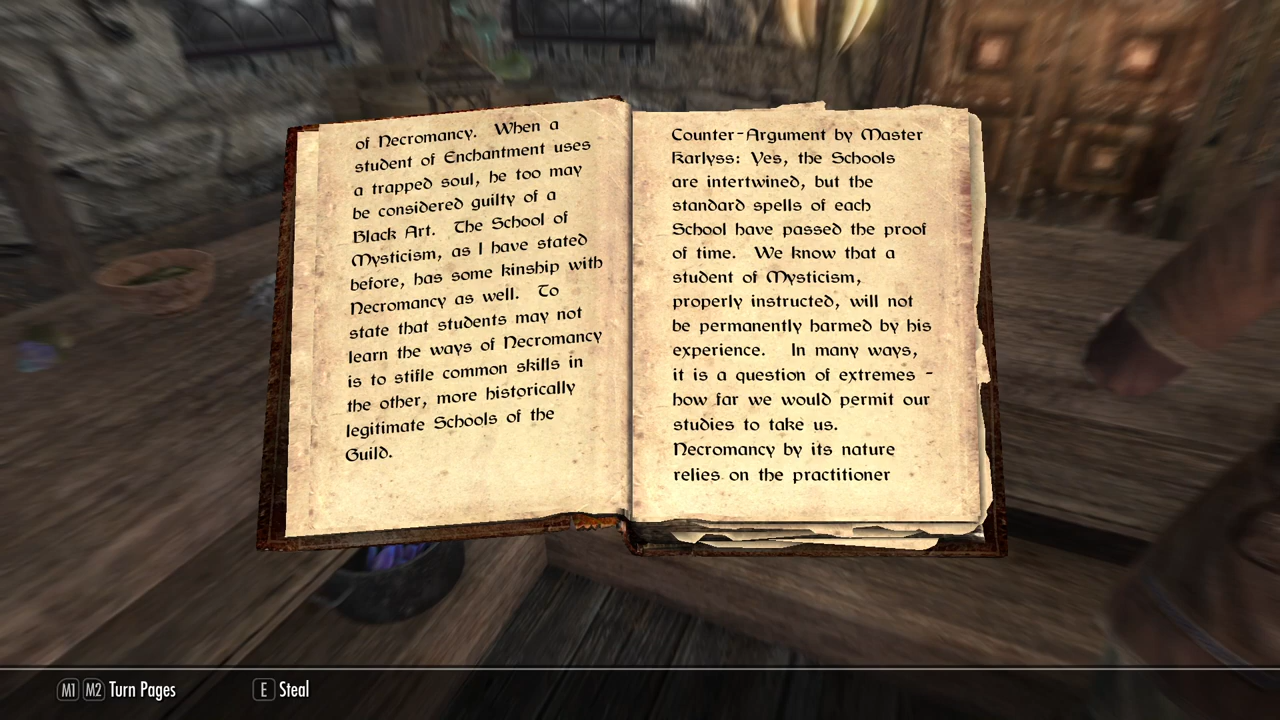 of Necromancy.  When a
student of Enchantment uses
a trapped soul, he too may
be considered guilty of a
Black Art.  The School of
Mysticism, as I have stated
before, has some kinship with
Necromancy as well.  To
state that students may not
learn the ways of Necromancy
is to stifle common skills in
the other, more historically
legitimate Schools of the
Guild.
Counter-Argument by Master
Karlyss: Yes, the Schools
are intertwined, but the
standard spells of each
School have passed the proof
of time.  We know that a
student of Mysticism,
properly instructed, will not
be permanently harmed by his
experience.   In many ways,
it is a question of extremes -
how far we would permit our
studies to take us.
Necromancy by its nature
relies on the practitioner
M1 M2 Turn Pages
E Steal